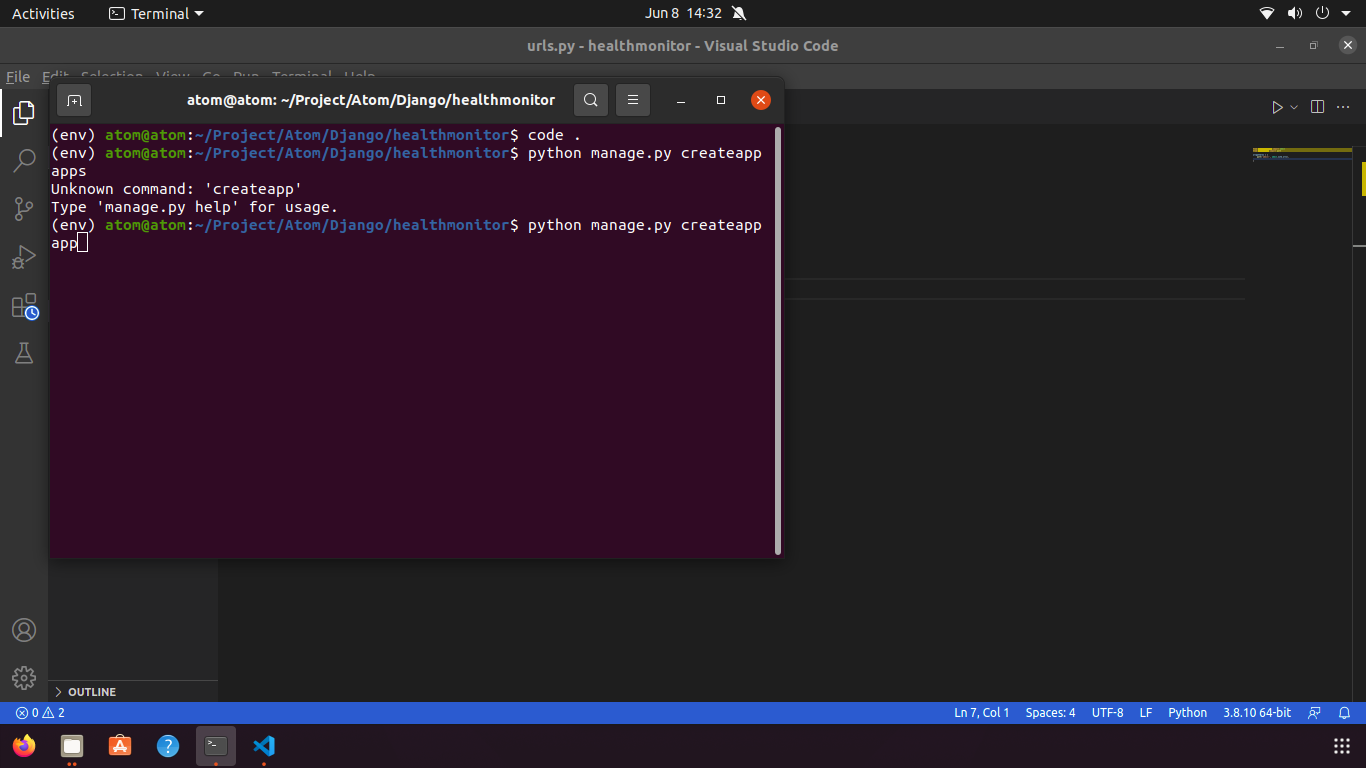 Activities Terminal Jun 8 14:32
urls.py - healthmonitor - Visual Studio Code
File Edit Selection View Go Run Terminal Help
atom@atom: ~/Project/Atom/Django/healthmonitor
(env) atom@atom:~/Project/Atom/Django/healthmonitor$ code .
(env) atom@atom:~/Project/Atom/Django/healthmonitor$ python manage.py createapp
apps
Unknown command: 'createapp'
Type 'manage.py help' for usage.
(env) atom@atom:~/Project/Atom/Django/healthmonitor$ python manage.py createapp
app
OUTLINE
0 2 Ln 7, Col 1 Spaces: 4 UTF-8 LF Python 3.8.10 64-bit